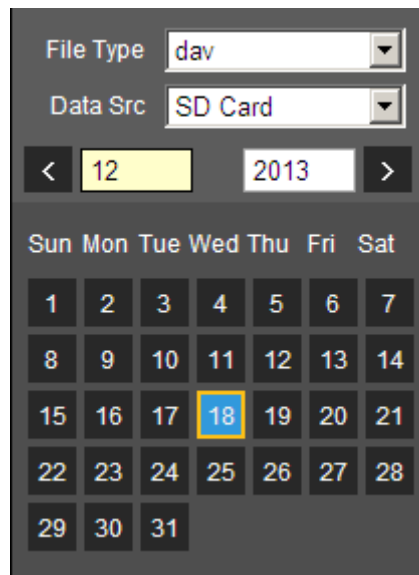 File Type dav
Data Src SD Card
< 12 2013 >
Sun Mon Tue Wed Thu Fri Sat
1 2 3 4 5 6 7
8 9 10 11 12 13 14
15 16 17 18 19 20 21
22 23 24 25 26 27 28
29 30 31